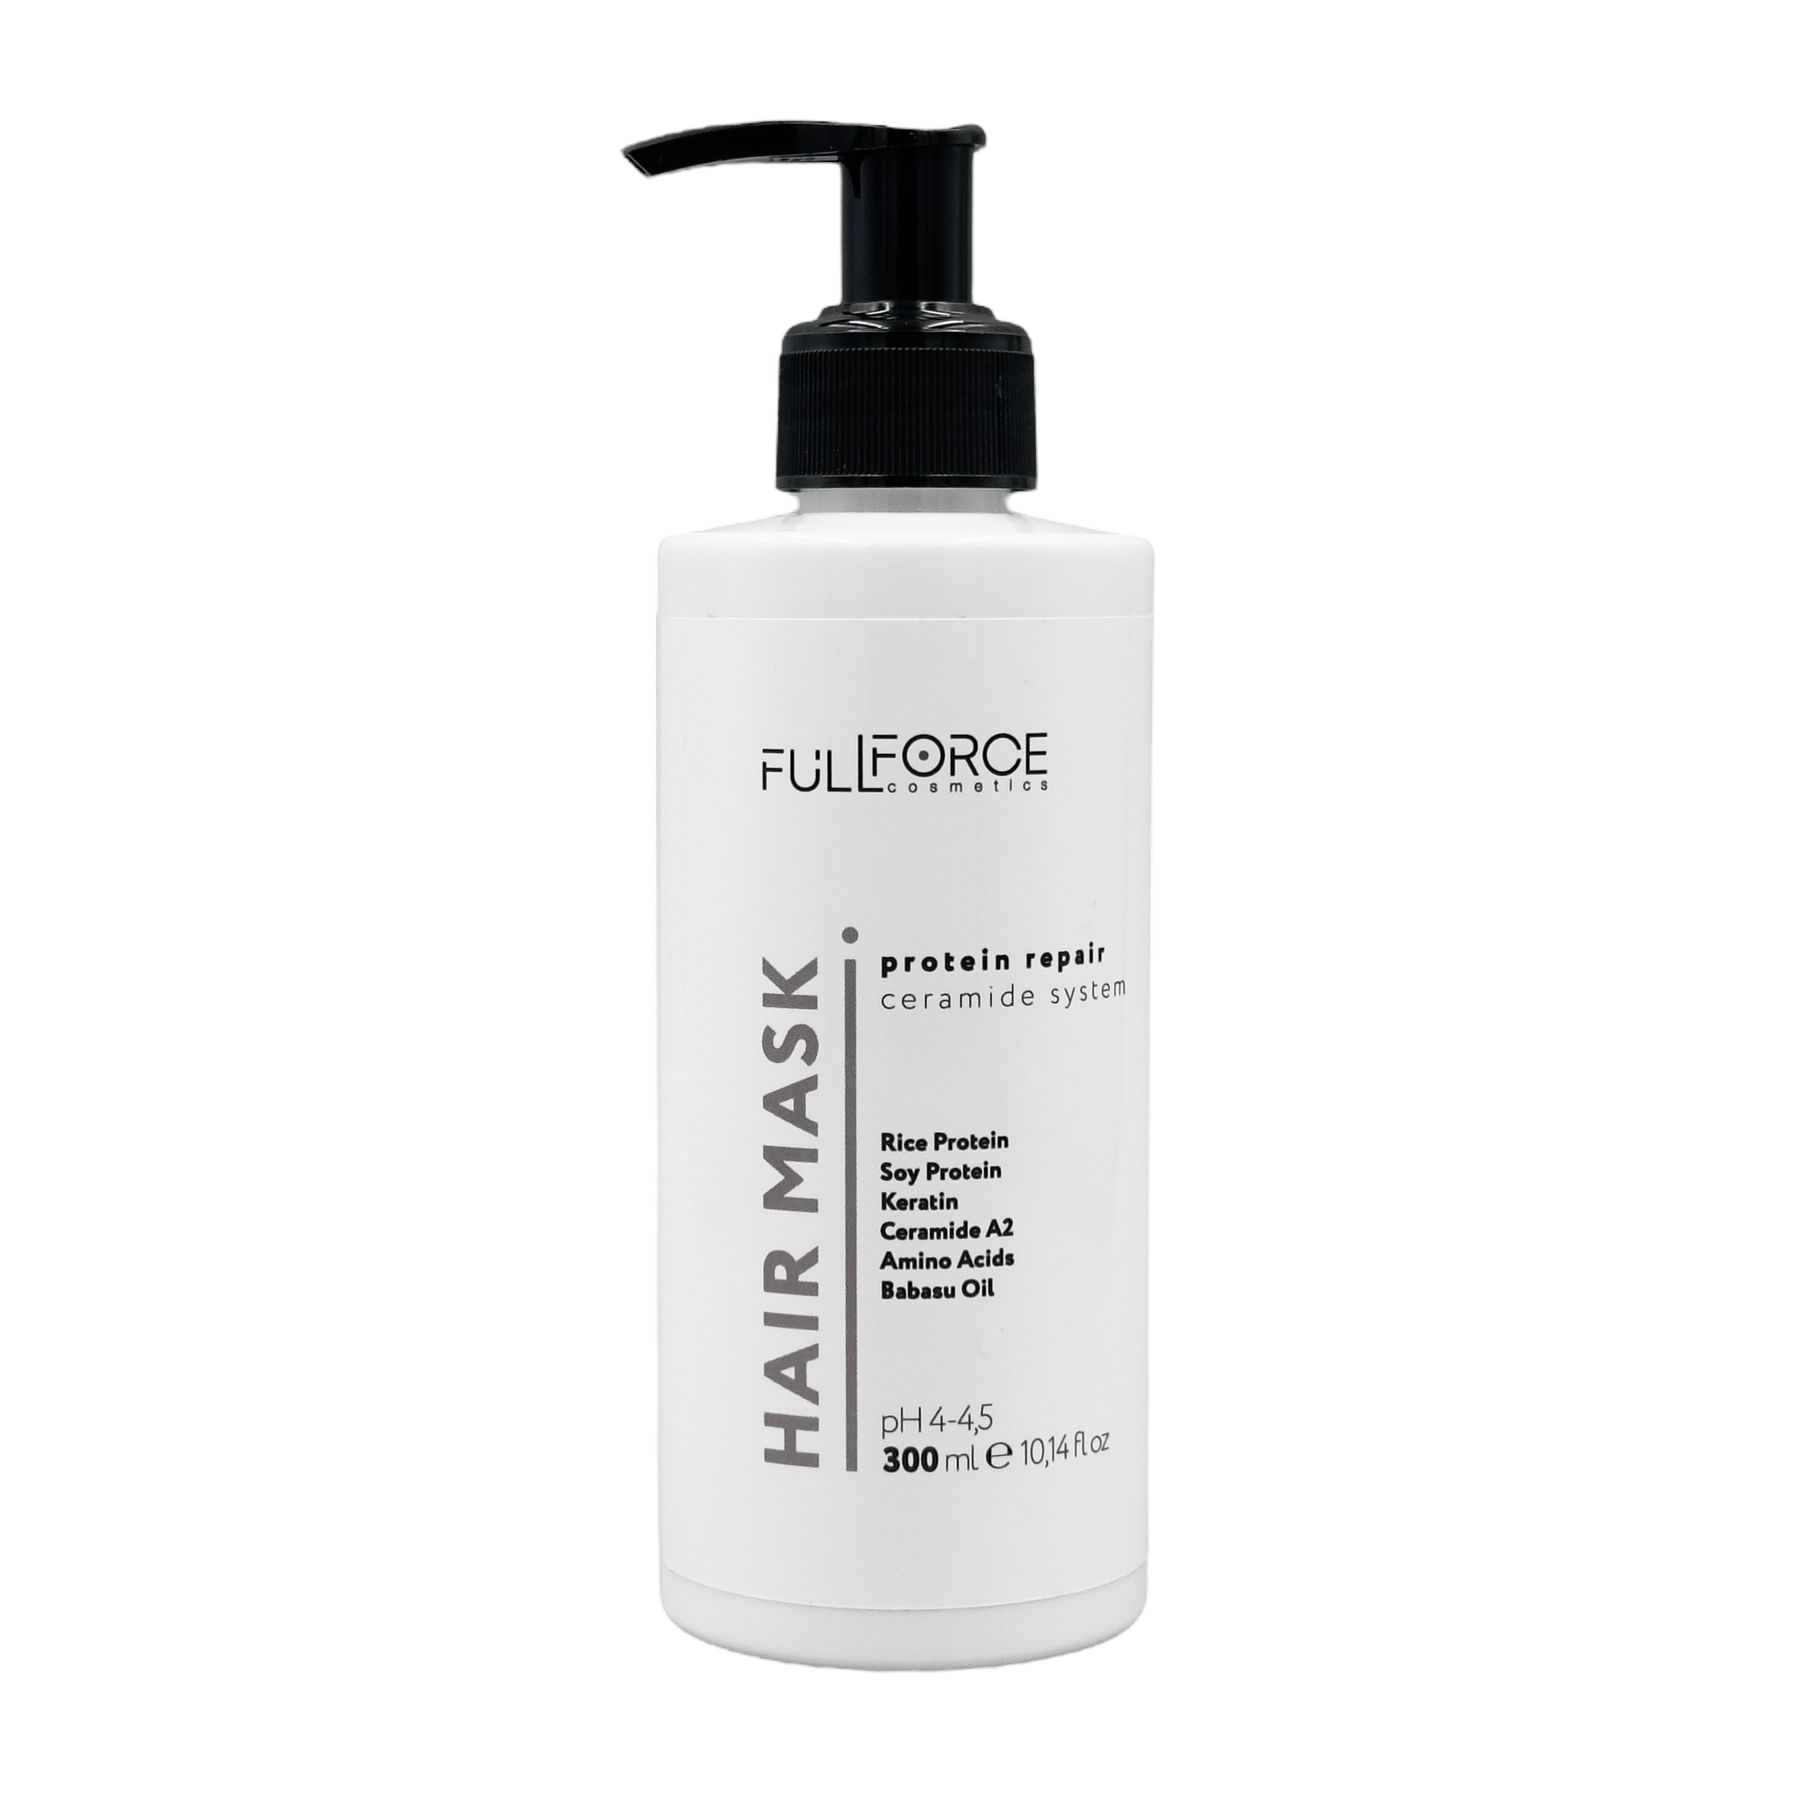 FULLFORCE
cosmetics
HAIR MASK
protein repair
ceramide system
Rice Protein
Soy Protein
Keratin
Ceramide A2
Amino Acids
Babasu Oil
pH 4-4,5
300 ml ℮ 10,14 fl oz